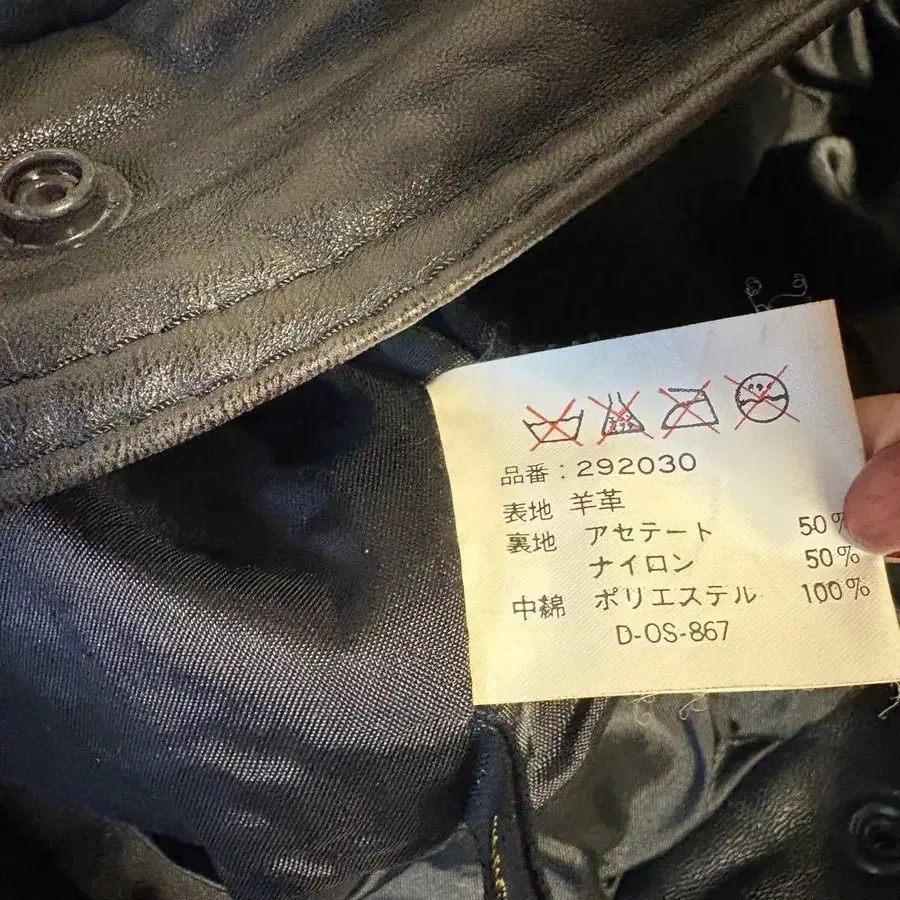 品番：292030
表地 羊革
裏地 アセテート 50%
ナイロン 50%
中綿 ポリエステル 100%
D-OS-867